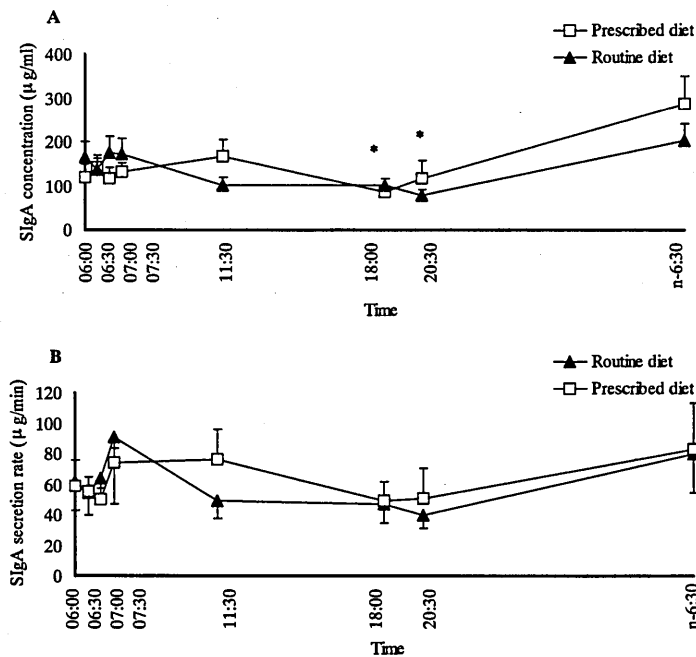 A
Prescribed diet
Routine diet
SIgA concentration (μ g/ml)
400
300
200
100
0
* *
06:00 06:30 07:00 07:30 11:30 18:00 20:30 n-6:30
Time
B
Routine diet
Prescribed diet
SIgA secretion rate (μ g/min)
120
100
80
60
40
20
0
06:00 06:30 07:00 07:30 11:30 18:00 20:30 n-6:30
Time